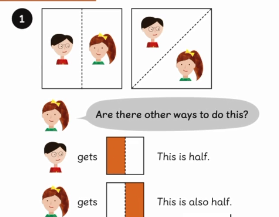 1
Are there other ways to do this?
gets This is half.
gets This is also half.